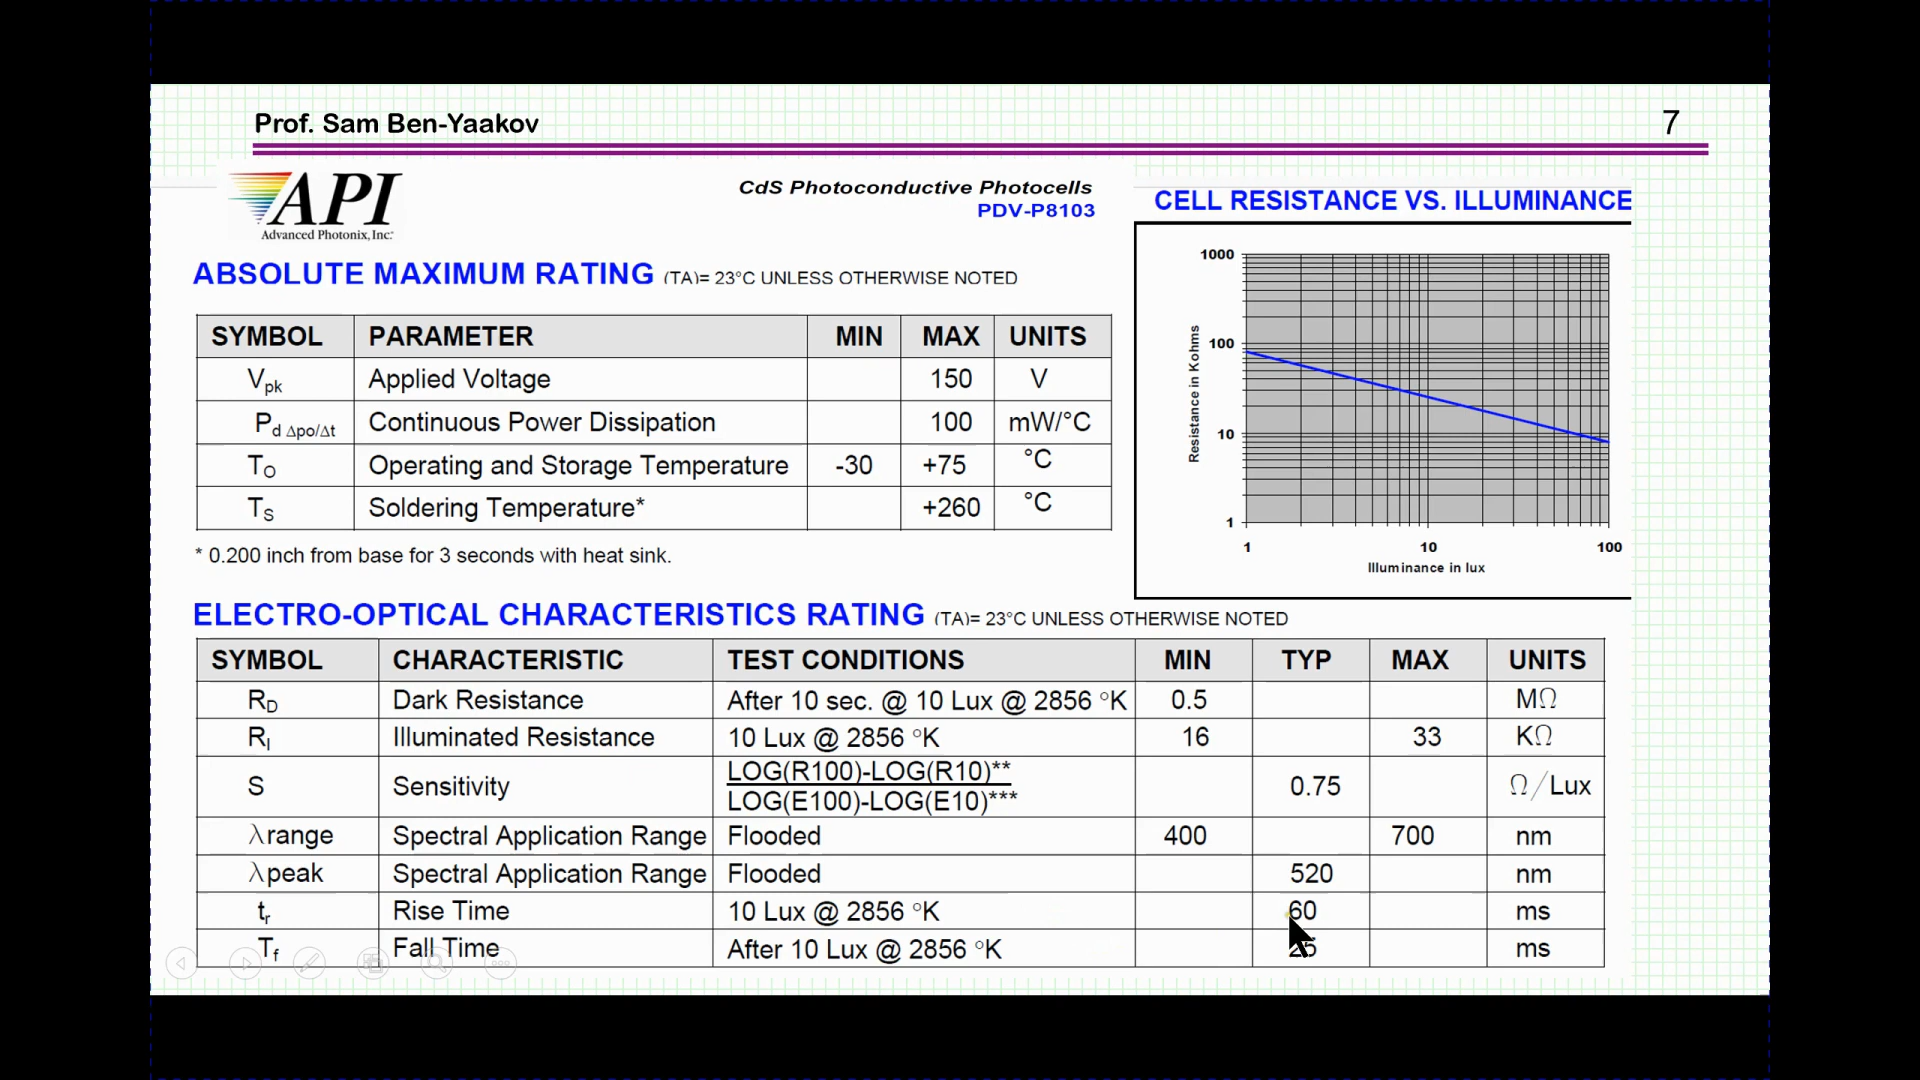 Prof. Sam Ben-Yaakov
7
API
Advanced Photonix, Inc.
CdS Photoconductive Photocells
PDV-P8103
ABSOLUTE MAXIMUM RATING (TA)= 23°C UNLESS OTHERWISE NOTED
SYMBOL PARAMETER MIN MAX UNITS
Vpk Applied Voltage 150 V
Pd Δpo/Δt Continuous Power Dissipation 100 mW/°C
TO Operating and Storage Temperature -30 +75 °C
TS Soldering Temperature* +260 °C
* 0.200 inch from base for 3 seconds with heat sink.
CELL RESISTANCE VS. ILLUMINANCE
Resistance in Kohms
1000
100
10
1
1 10 100
Illuminance in lux
ELECTRO-OPTICAL CHARACTERISTICS RATING (TA)= 23°C UNLESS OTHERWISE NOTED
SYMBOL CHARACTERISTIC TEST CONDITIONS MIN TYP MAX UNITS
RD Dark Resistance After 10 sec. @ 10 Lux @ 2856 °K 0.5 MΩ
RI Illuminated Resistance 10 Lux @ 2856 °K 16 33 KΩ
S Sensitivity LOG(R100)-LOG(R10)** 0.75 Ω/Lux
LOG(E100)-LOG(E10)***
λrange Spectral Application Range Flooded 400 700 nm
λpeak Spectral Application Range Flooded 520 nm
tr Rise Time 10 Lux @ 2856 °K 60 ms
Tf Fall Time After 10 Lux @ 2856 °K ms